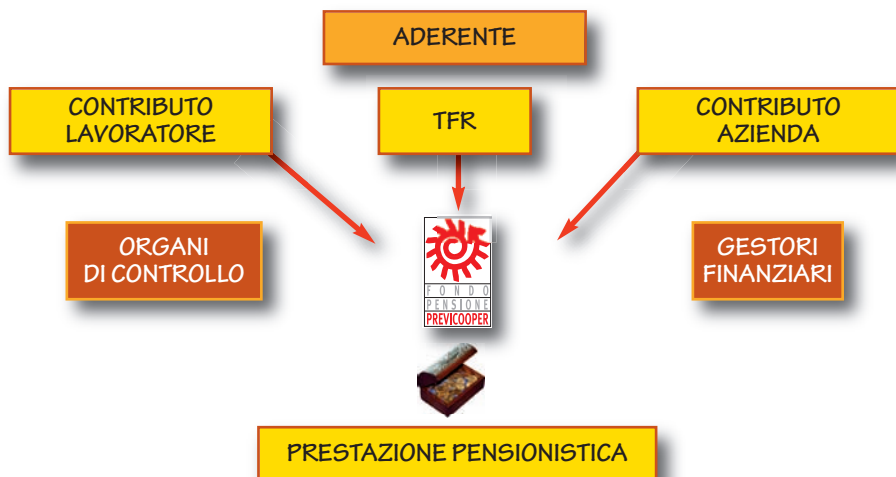 ADERENTE
CONTRIBUTO
LAVORATORE
TFR
CONTRIBUTO
AZIENDA
ORGANI
DI CONTROLLO
FONDO
PENSIONE
PREVICOOPER
GESTORI
FINANZIARI
PRESTAZIONE PENSIONISTICA